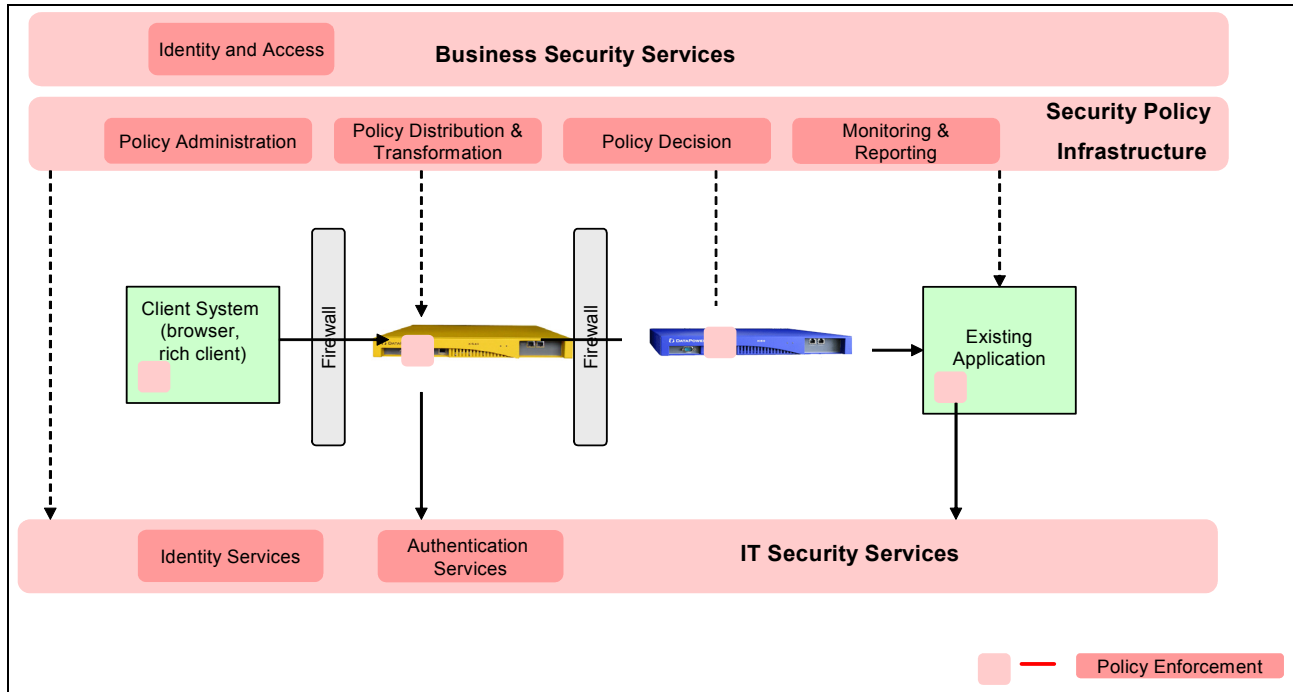 Identity and Access
Business Security Services
Policy Administration
Policy Distribution &
Transformation
Policy Decision
Monitoring &
Reporting
Security Policy
Infrastructure
Client System
(browser,
rich client)
Firewall
Firewall
DATAPOWER
Existing
Application
Identity Services
Authentication
Services
IT Security Services
Policy Enforcement